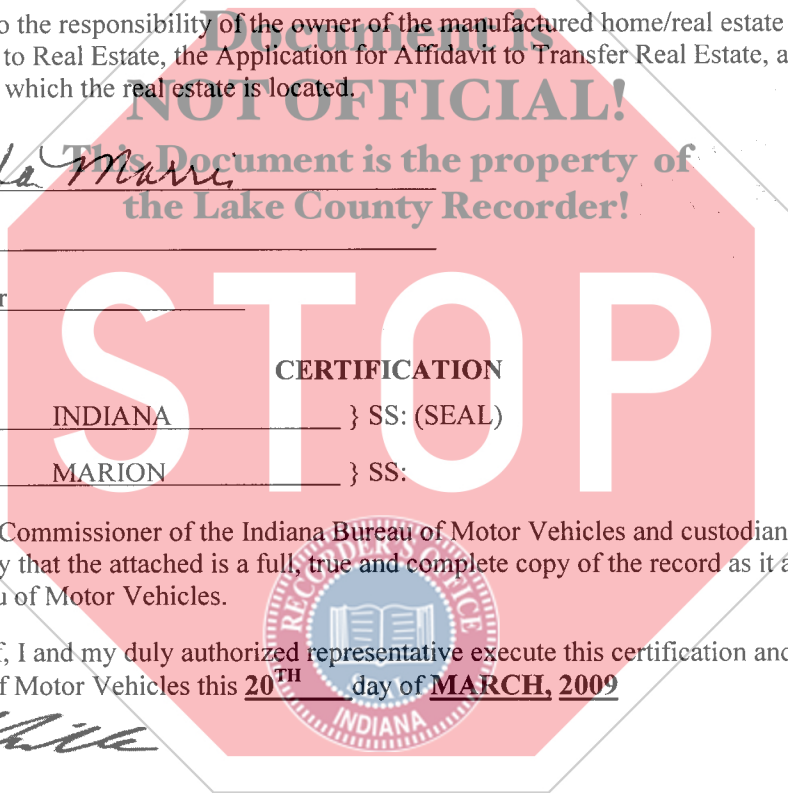 Document is
o the responsibility of the owner of the manufactured home/real estate
to Real Estate, the Application for Affidavit to Transfer Real Estate, a
which the real estate is located.
NOT OFFICIAL!
This Document is the property of
the Lake County Recorder!
r
STOP
CERTIFICATION
INDIANA } SS: (SEAL)
MARION } SS:
Commissioner of the Indiana Bureau of Motor Vehicles and custodian
y that the attached is a full, true and complete copy of the record as it a
u of Motor Vehicles.
RECORDER'S OFFICE
f, I and my duly authorized representative execute this certification and
of Motor Vehicles this 20TH day of MARCH, 2009
INDIANA